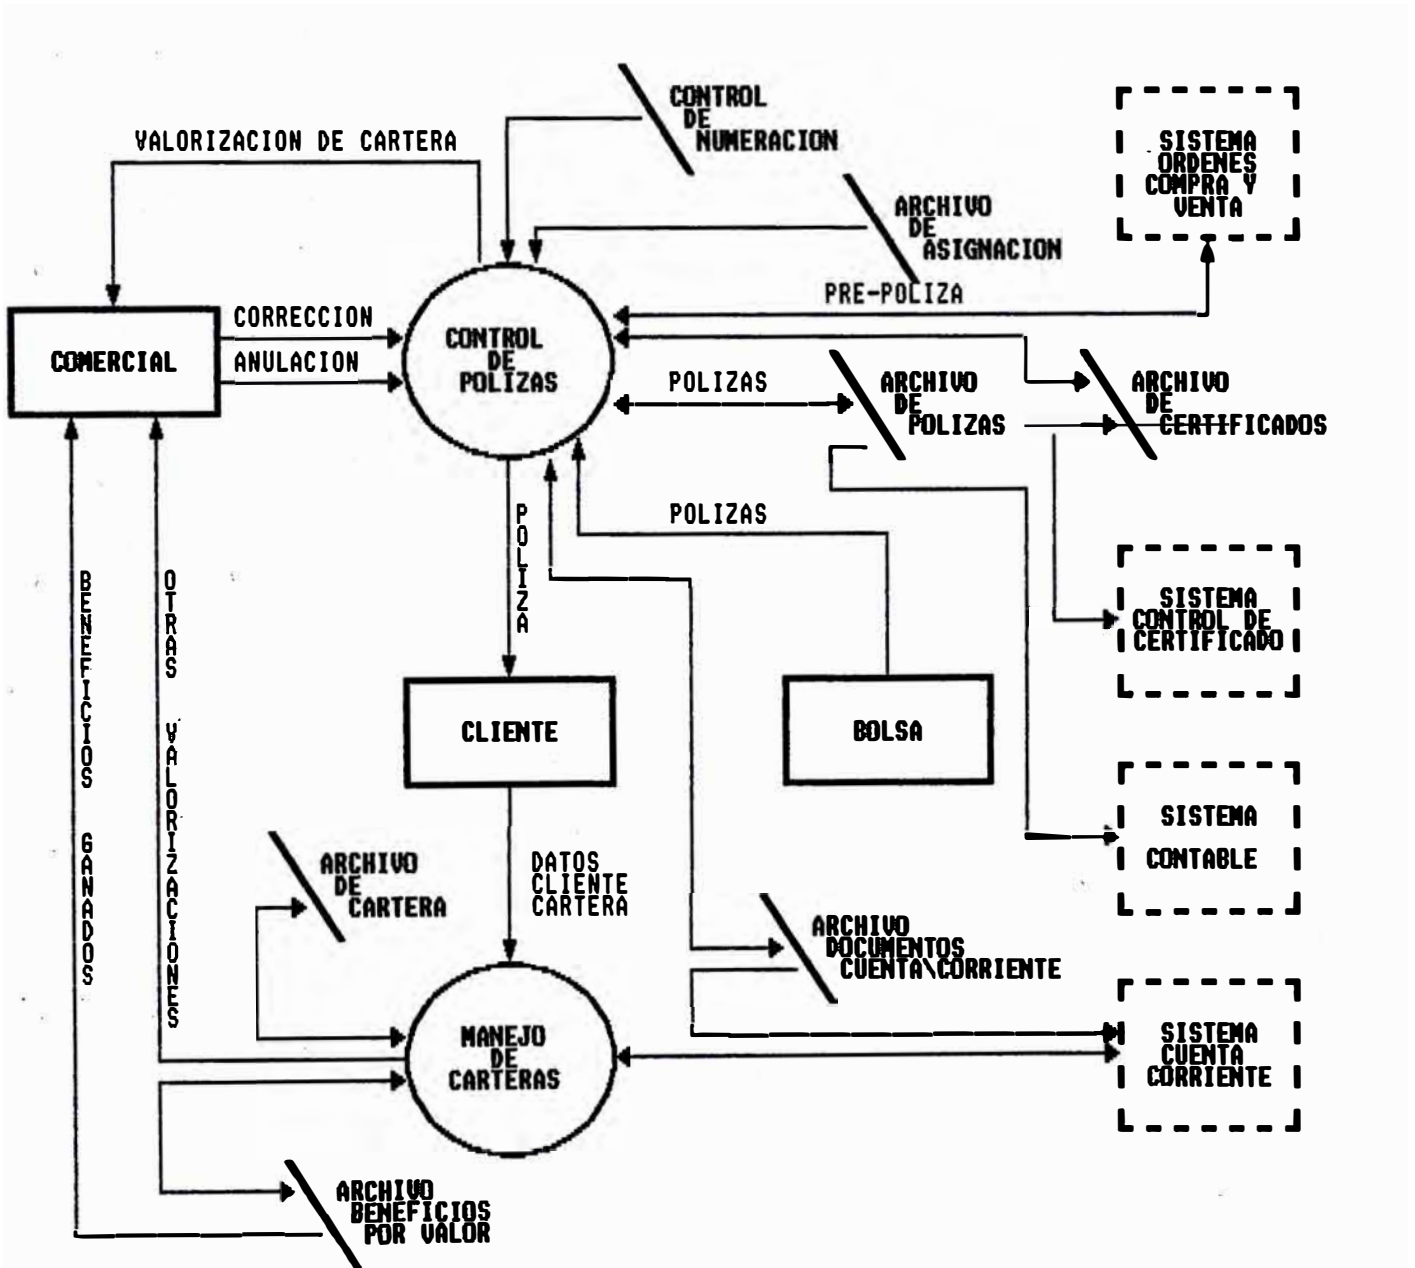 CONTROL
DE
NUMERACION
VALORIZACION DE CARTERA
SISTEMA
ORDENES
COMPRA Y
VENTA
ARCHIVO
DE
ASIGNACION
PRE-POLIZA
CORRECCION
ANULACION
COMERCIAL
CONTROL
DE
POLIZAS
POLIZAS
ARCHIVO
DE
POLIZAS
ARCHIVO
DE
CERTIFICADOS
POLIZA
POLIZAS
BENEFICIOS GANADOS
OTRAS VALORIZACIONES
SISTEMA
CONTROL DE
CERTIFICADO
CLIENTE
BOLSA
SISTEMA
CONTABLE
ARCHIVO
DE
CARTERA
DATOS
CLIENTE
CARTERA
ARCHIVO
DOCUMENTOS
CUENTA\CORRIENTE
MANEJO
DE
CARTERAS
SISTEMA
CUENTA
CORRIENTE
ARCHIVO
BENEFICIOS
POR VALOR